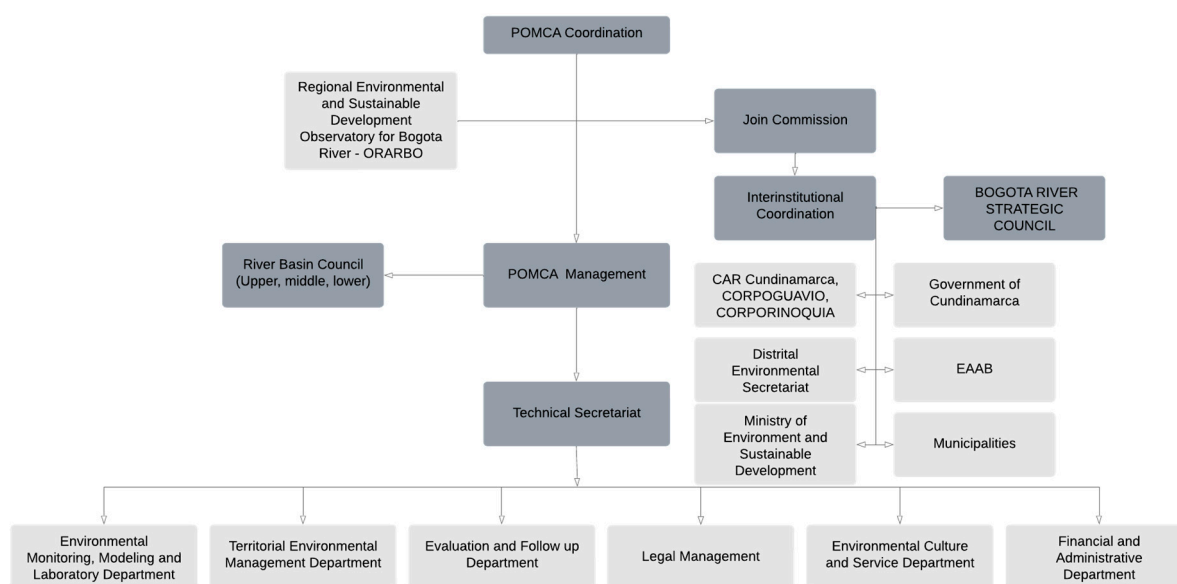 POMCA Coordination
Regional Environmental
and Sustainable
Development
Observatory for Bogota
River - ORARBO
Join Commission
Interinstitutional
Coordination
BOGOTA RIVER
STRATEGIC
COUNCIL
River Basin Council
(Upper, middle, lower)
POMCA Management
CAR Cundinamarca,
CORPOGUAVIO,
CORPORINOQUIA
Government of
Cundinamarca
Distrital
Environmental
Secretariat
EAAB
Technical Secretariat
Ministry of
Environment and
Sustainable
Development
Municipalities
Environmental
Monitoring, Modeling and
Laboratory Department
Territorial Environmental
Management Department
Evaluation and Follow up
Department
Legal Management
Environmental Culture
and Service Department
Financial and
Administrative
Department